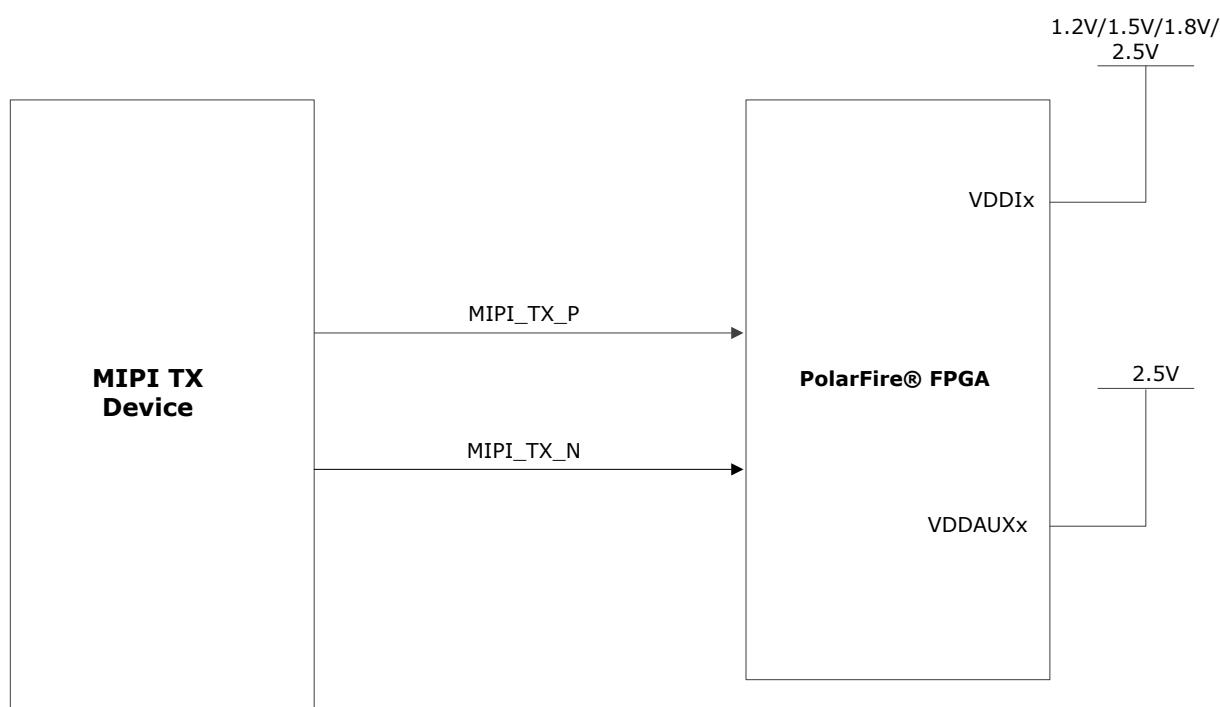 1.2V/1.5V/1.8V/
2.5V
VDDIx
MIPI_TX_P
MIPI TX
Device
PolarFire® FPGA
2.5V
MIPI_TX_N
VDDAUXx